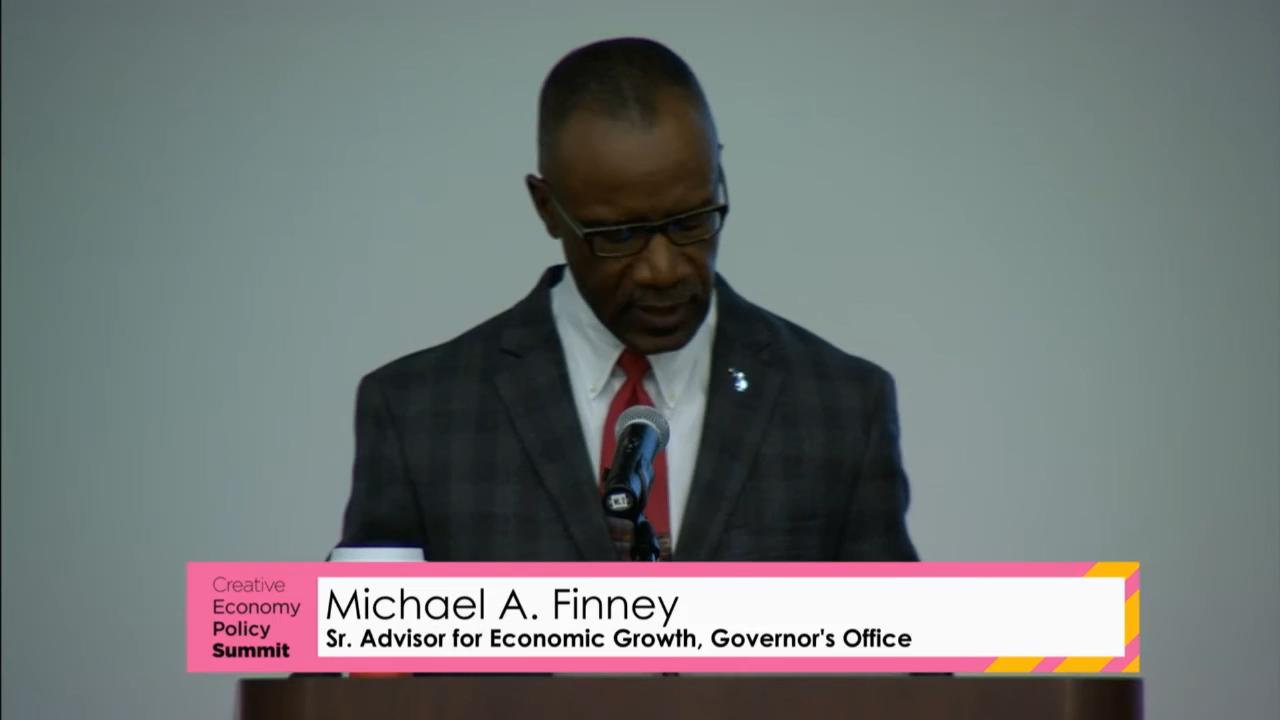 Creative
Economy
Policy
Summit
Michael A. Finney
Sr. Advisor for Economic Growth, Governor's Office